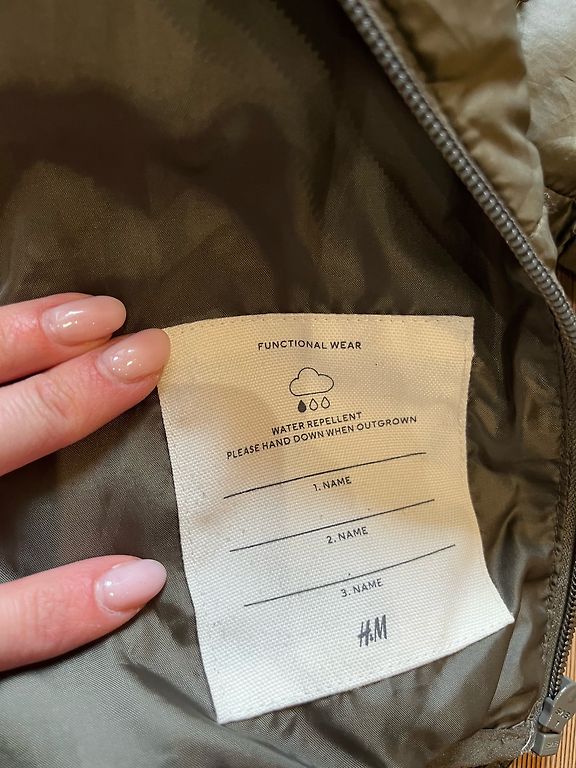 FUNCTIONAL WEAR
WATER REPELLENT
PLEASE HAND DOWN WHEN OUTGROWN
1. NAME
2. NAME
3. NAME
H&M